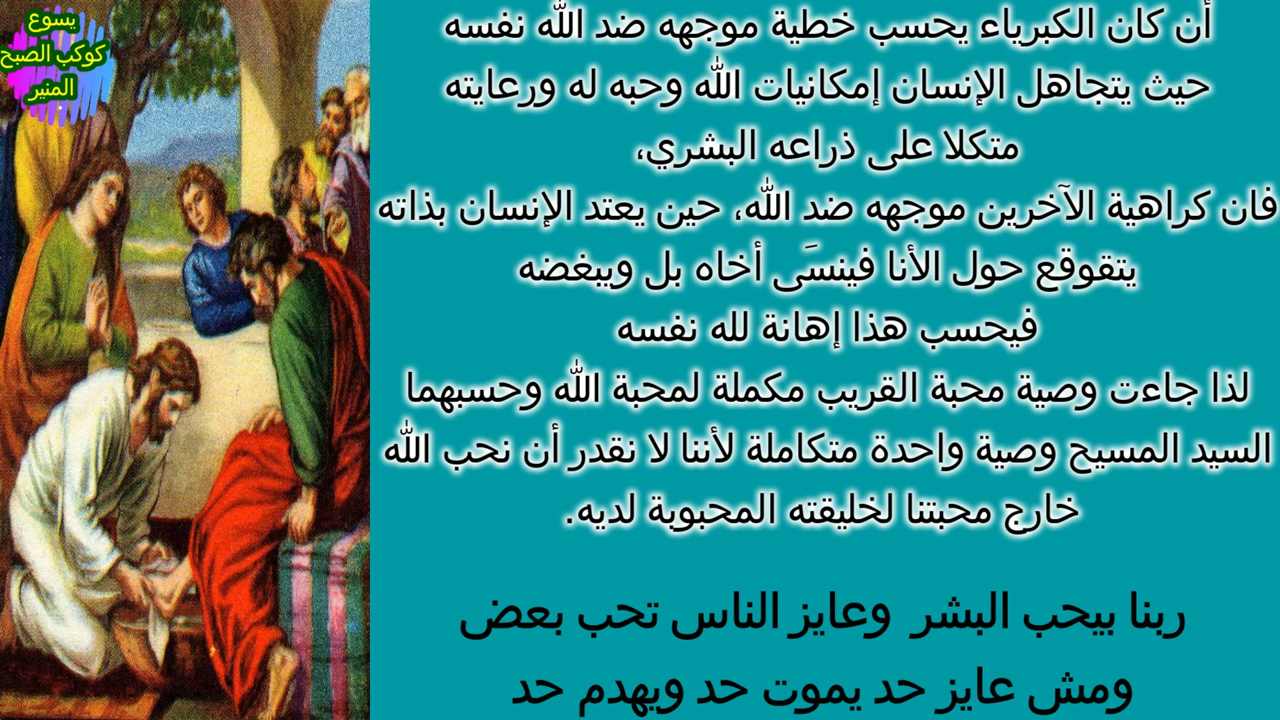 يسوع
كوكب الصبح
المنير
أن كان الكبرياء يحسب خطية موجهه ضد الله نفسه
حيث يتجاهل الإنسان إمكانيات الله وحبه له ورعايته
متكلا على ذراعه البشري،
فان كراهية الآخرين موجهه ضد الله، حين يعتد الإنسان بذاته
يتقوقع حول الأنا فينسَى أخاه بل ويبغضه
فيحسب هذا إهانة لله نفسه
لذا جاءت وصية محبة القريب مكملة لمحبة الله وحسبهما
السيد المسيح وصية واحدة متكاملة لأننا لا نقدر أن نحب الله
خارج محبتنا لخليقته المحبوبة لديه.
ربنا بيحب البشر وعايز الناس تحب بعض
ومش عايز حد يموت حد ويهدم حد